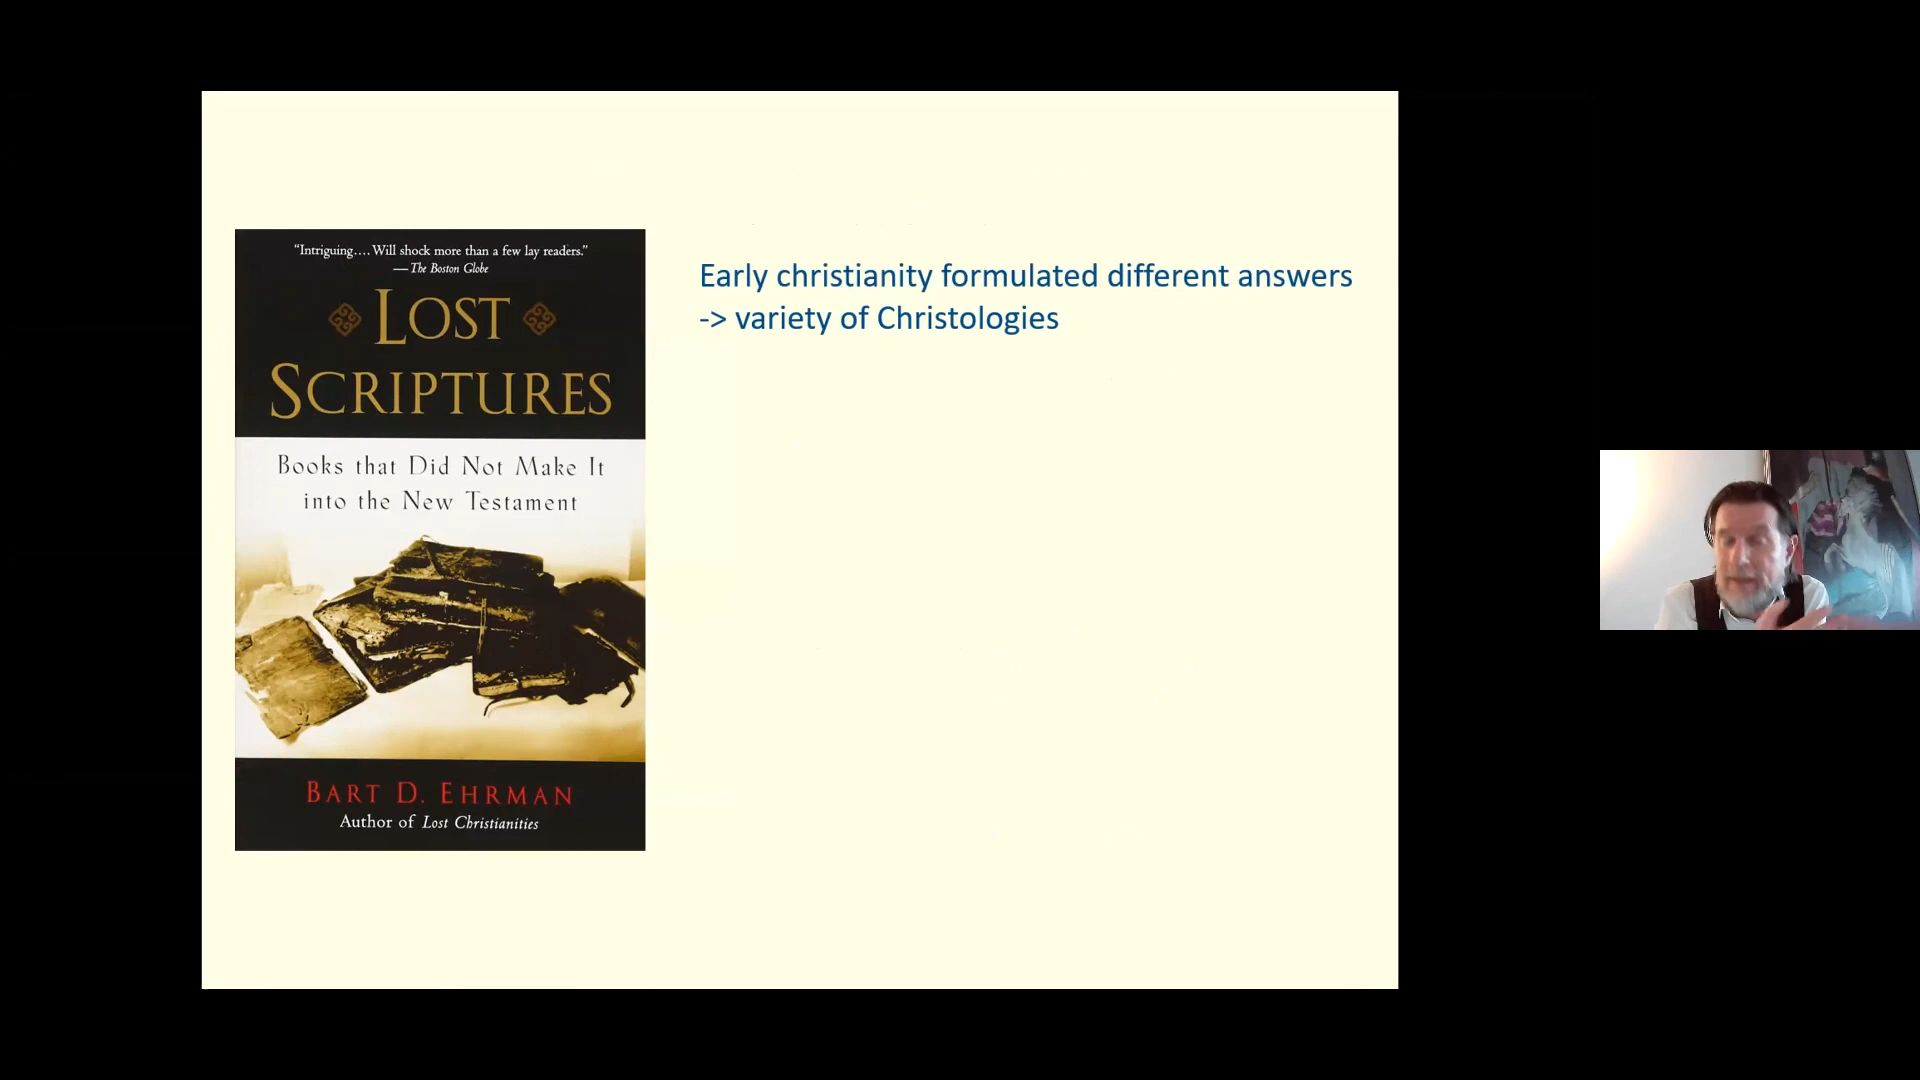 “Intriguing.... Will shock more than a few lay readers.”
—The Boston Globe
LOST
SCRIPTURES
Books that Did Not Make It
into the New Testament
BART D. EHRMAN
Author of Lost Christianities
Early christianity formulated different answers
-> variety of Christologies